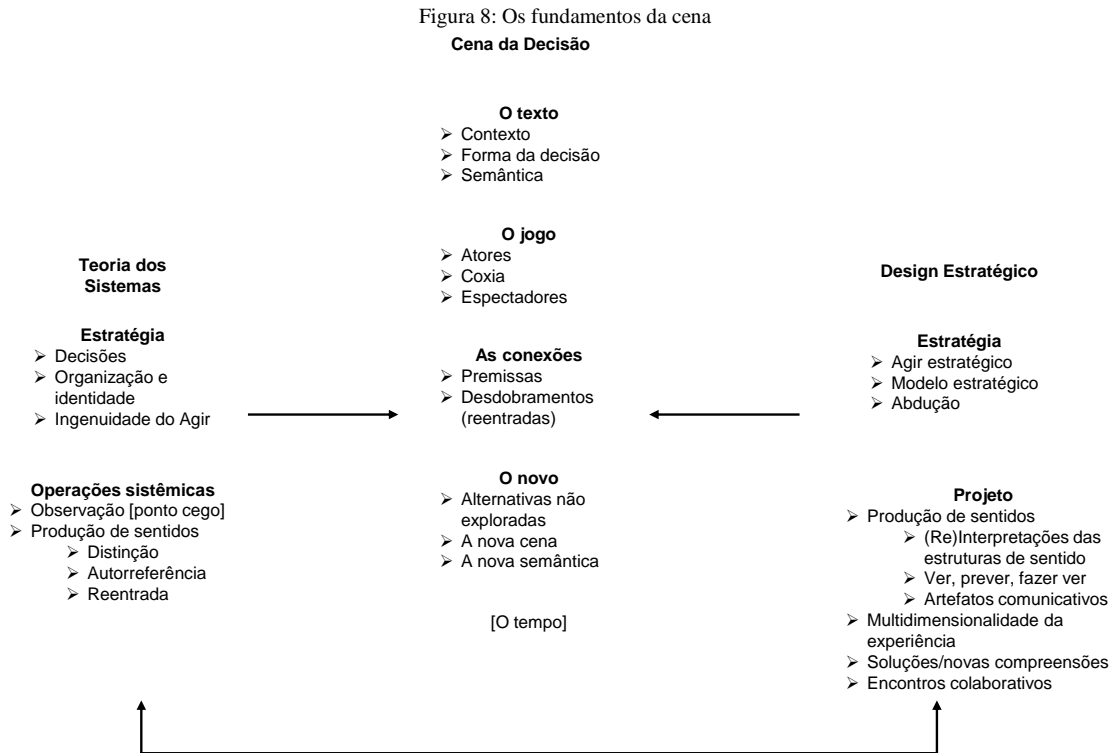 Figura 8: Os fundamentos da cena
Cena da Decisão
O texto
➢ Contexto
➢ Forma da decisão
➢ Semântica
O jogo
➢ Atores
➢ Coxia
➢ Espectadores
As conexões
➢ Premissas
➢ Desdobramentos
(reentradas)
O novo
➢ Alternativas não
exploradas
➢ A nova cena
➢ A nova semântica
[O tempo]
Teoria dos
Sistemas
Estratégia
➢ Decisões
➢ Organização e
identidade
➢ Ingenuidade do Agir
Operações sistêmicas
➢ Observação [ponto cego]
➢ Produção de sentidos
➢ Distinção
➢ Autorreferência
➢ Reentrada
Design Estratégico
Estratégia
➢ Agir estratégico
➢ Modelo estratégico
➢ Abdução
Projeto
➢ Produção de sentidos
➢ (Re)Interpretações das
estruturas de sentido
➢ Ver, prever, fazer ver
➢ Artefatos comunicativos
➢ Multidimensionalidade da
experiência
➢ Soluções/novas compreensões
➢ Encontros colaborativos